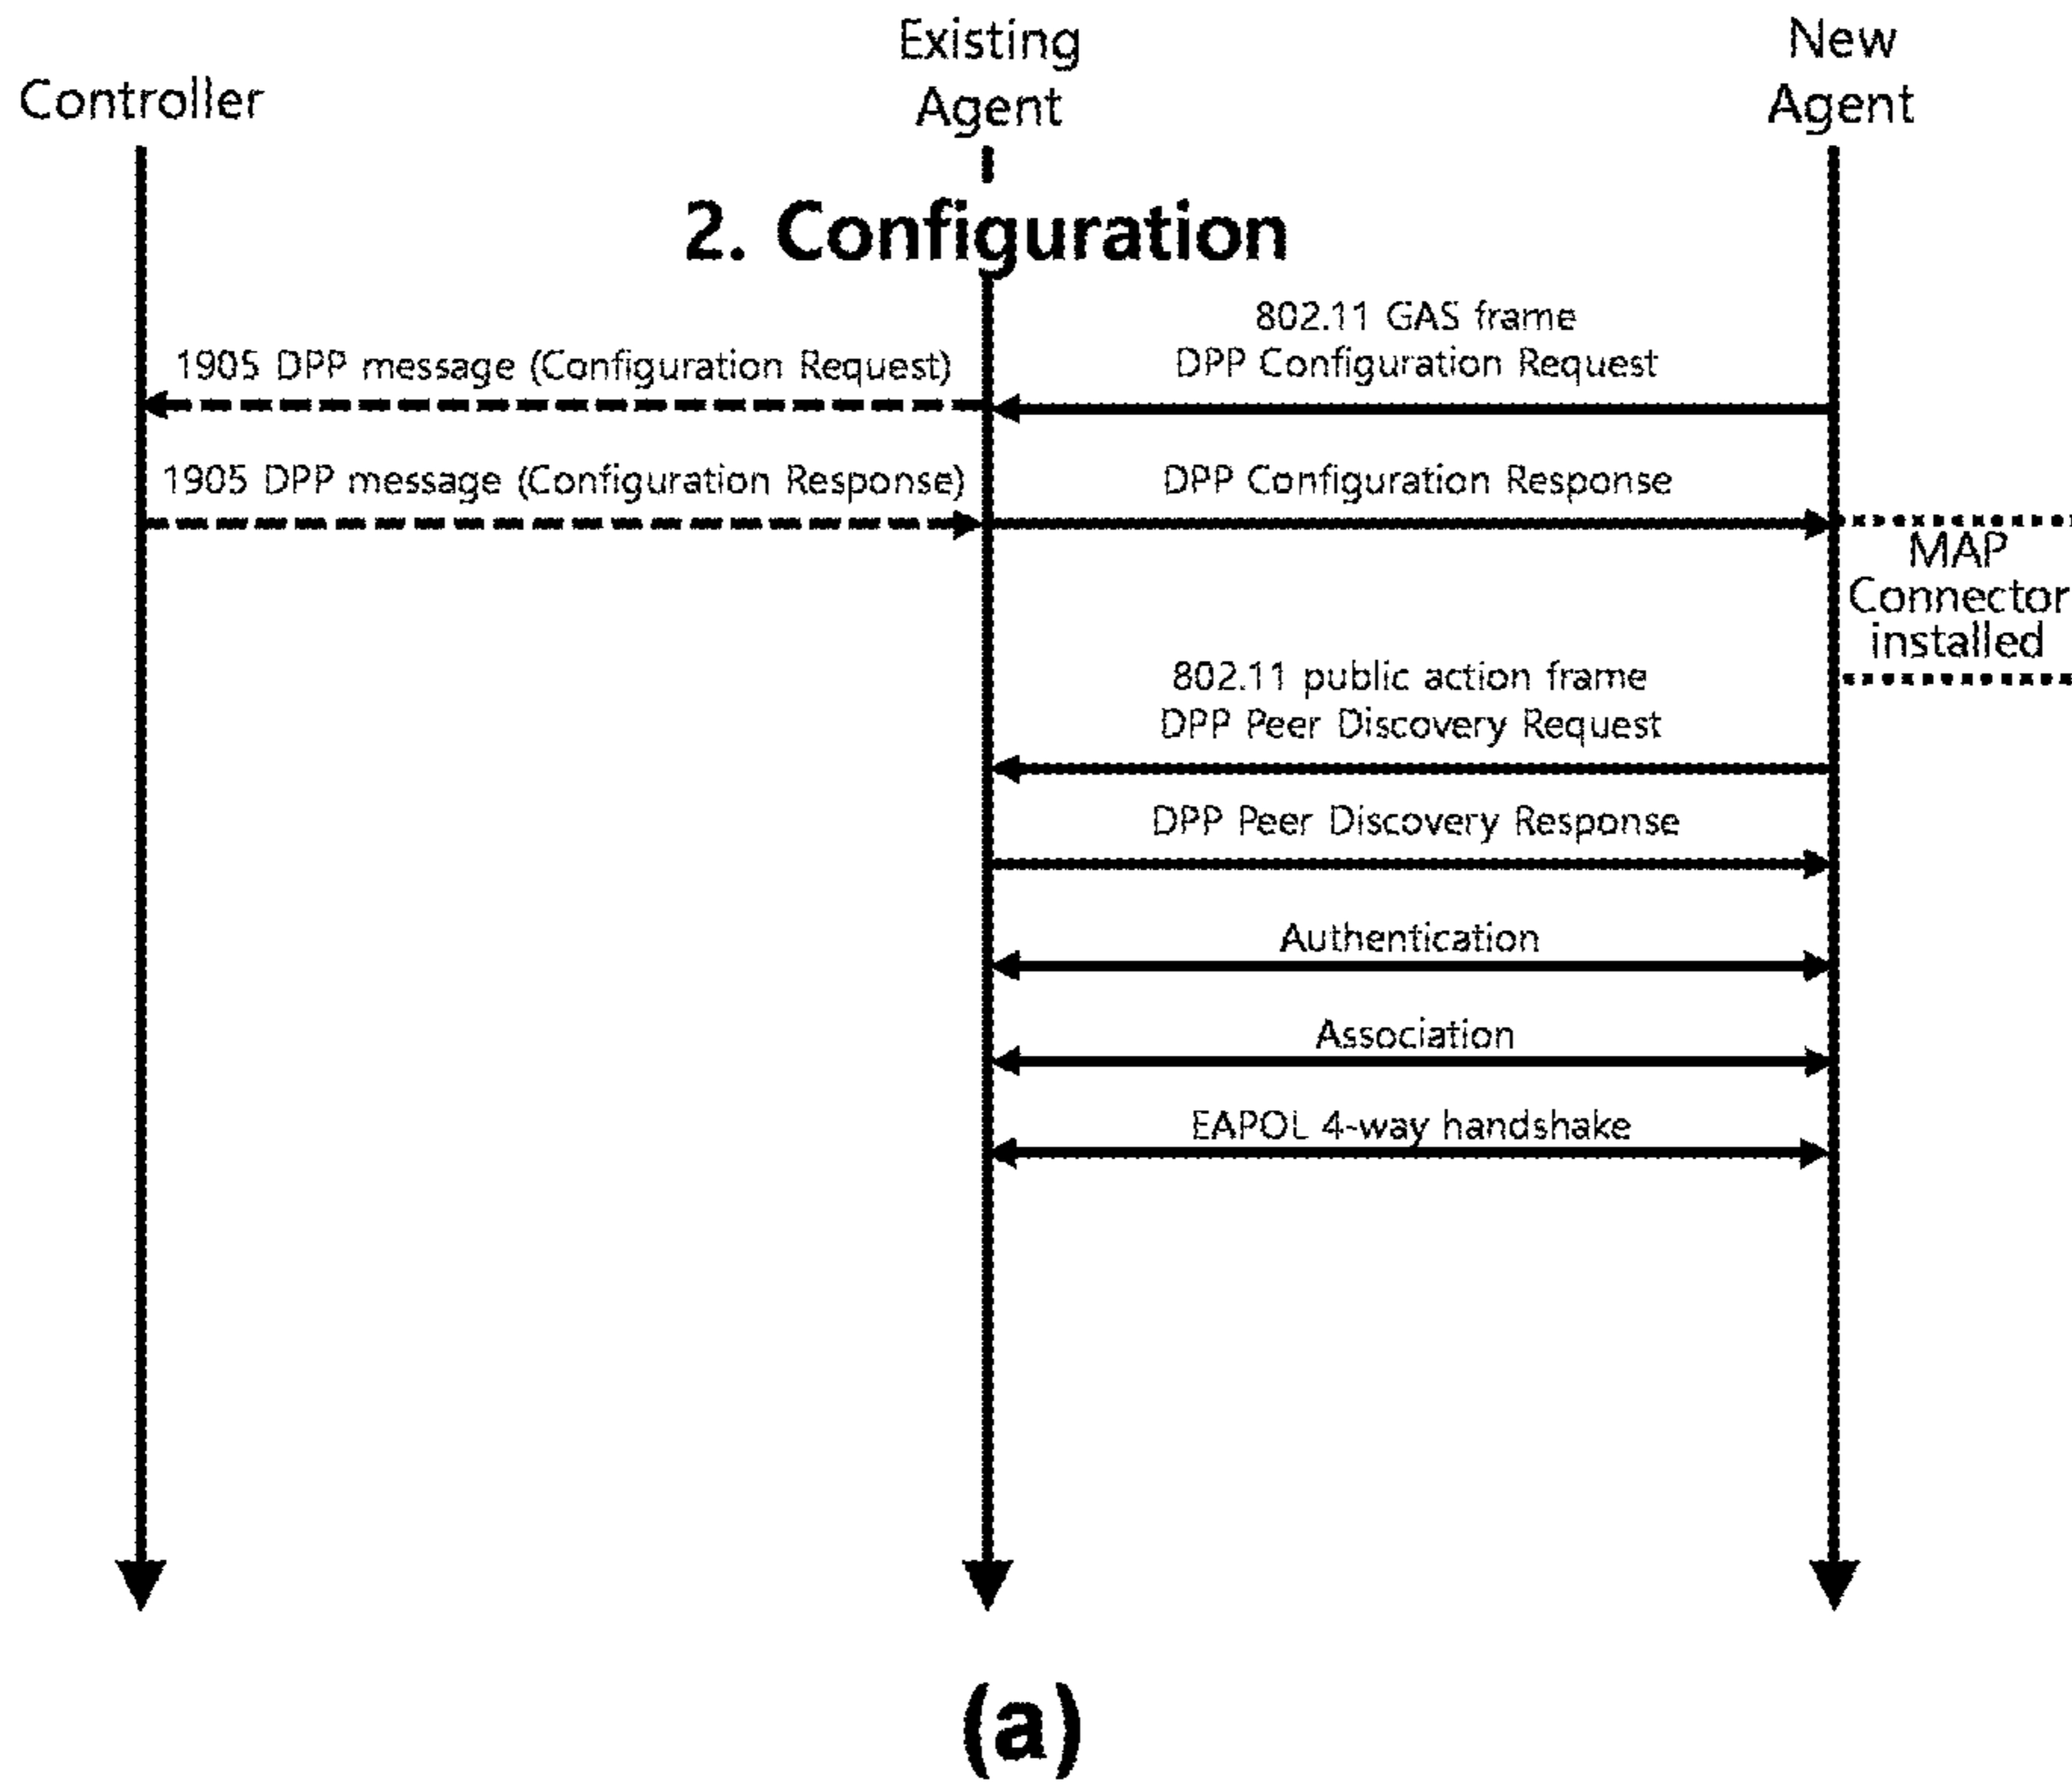 Controller
Existing
Agent
New
Agent
2. Configuration
802.11 GAS frame
1905 DPP message (Configuration Request)
DPP Configuration Request
1905 DPP message (Configuration Response)
DPP Configuration Response
MAP
Connector
installed
802.11 public action frame
DPP Peer Discovery Request
DPP Peer Discovery Response
Authentication
Association
EAPOL 4-way handshake
(a)